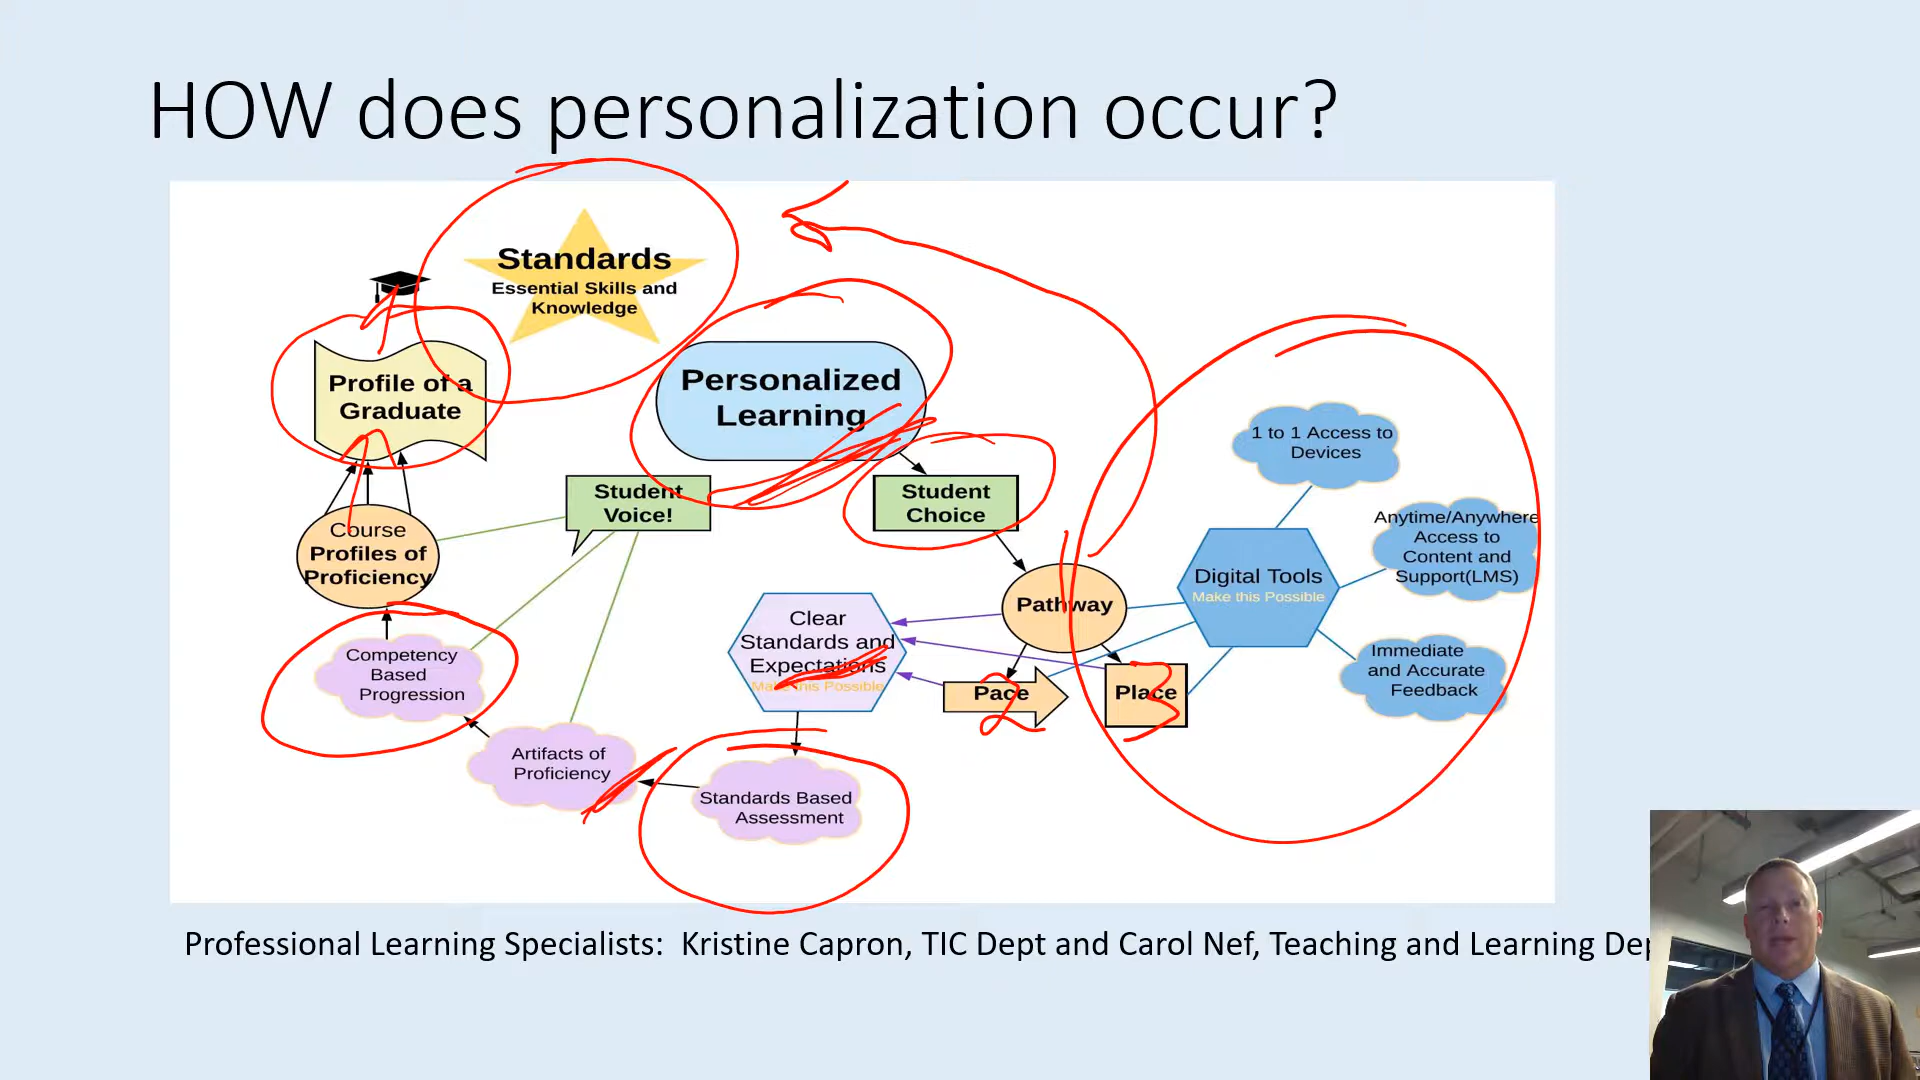 HOW does personalization occur?
Standards
Essential Skills and
Knowledge
Profile of a
Graduate
Personalized
Learning
Student
Voice!
Student
Choice
Course
Profiles of
Proficiency
Competency
Based
Progression
Artifacts of
Proficiency
Standards Based
Assessment
Clear
Standards and
Expectations
Make this Possible
Pathway
1
Pace
2
Place
3
Digital Tools
Make this Possible
1 to 1 Access to
Devices
Anytime/Anywhere
Access to
Content and
Support(LMS)
Immediate
and Accurate
Feedback
Professional Learning Specialists: Kristine Capron, TIC Dept and Carol Nef, Teaching and Learning De